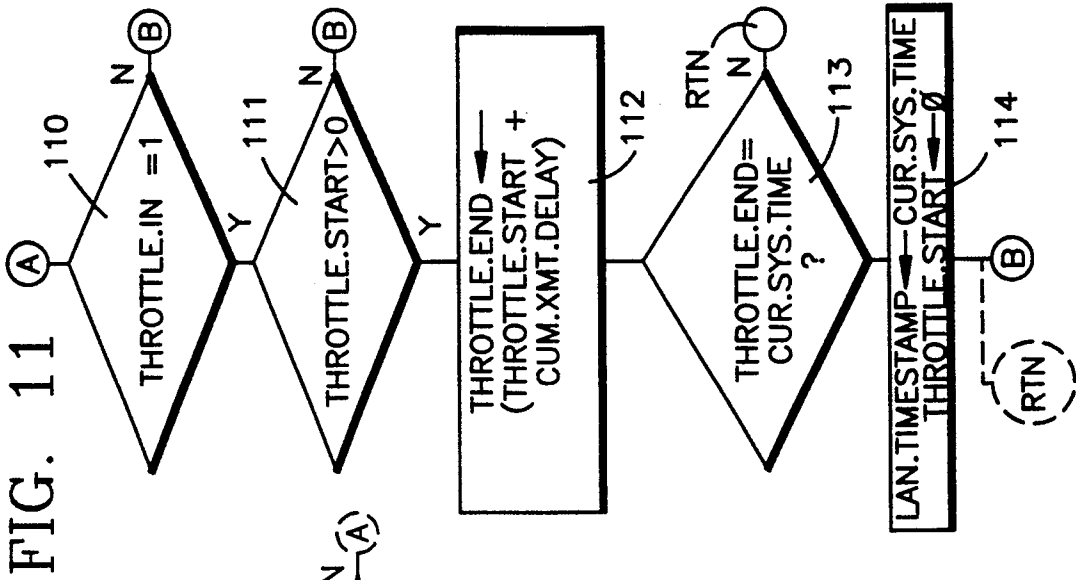 FIG. 11
A
110
THROTTLE.IN =1
N
B
Y
111
THROTTLE.START>0
N
B
Y
THROTTLE.END ←
(THROTTLE.START +
CUM.XMT.DELAY)
112
N
A
RTN
N
THROTTLE.END=
CUR.SYS.TIME
?
113
LAN.TIMESTAMP ← CUR.SYS.TIME
THROTTLE.START ← Ø
114
B
RTN